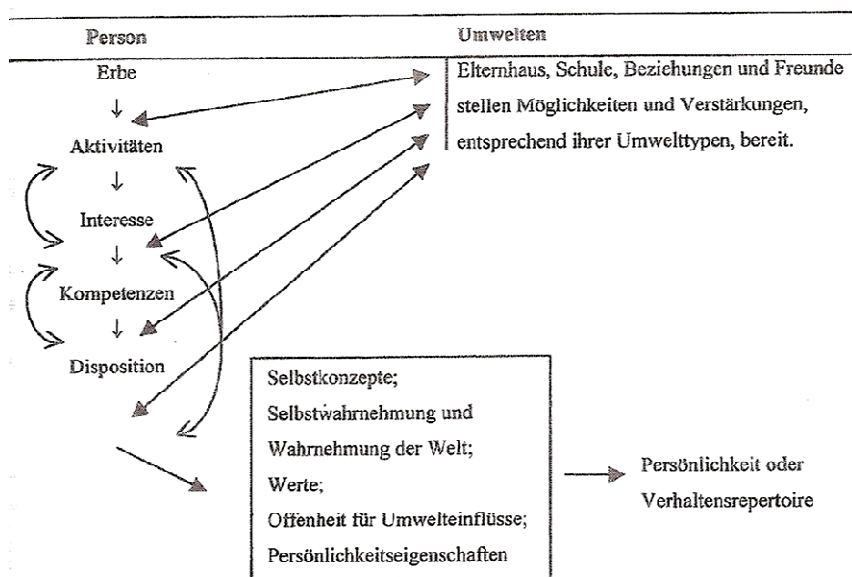 Person
Umwelten
Erbe
Elternhaus, Schule, Beziehungen und Freunde
stellen Möglichkeiten und Verstärkungen,
entsprechend ihrer Umwelttypen, bereit.
Aktivitäten
Interesse
Kompetenzen
Disposition
Selbstkonzepte;
Selbstwahrnehmung und
Wahrnehmung der Welt;
Werte;
Offenheit für Umwelteinflüsse;
Persönlichkeitseigenschaften
Persönlichkeit oder
Verhaltensrepertoire